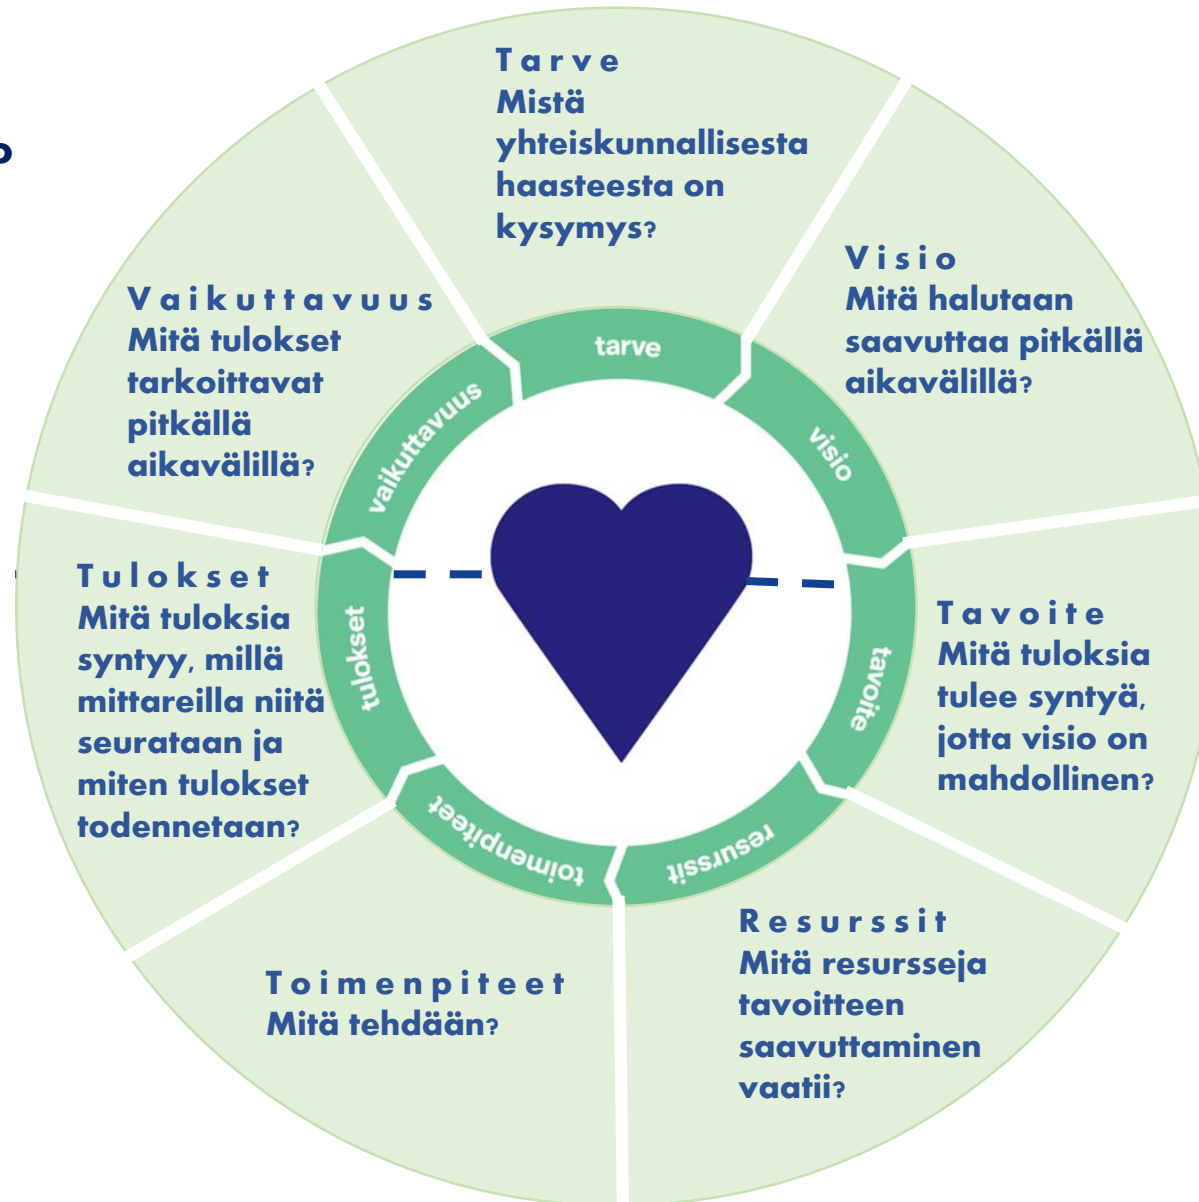 Tarve
Mistä
yhteiskunnallisesta
haasteesta on
kysymys?
Visio
Mitä halutaan
saavuttaa pitkällä
aikavälillä?
Tavoite
Mitä tuloksia
tulee syntyä,
jotta visio on
mahdollinen?
Resurssit
Mitä resursseja
tavoitteen
saavuttaminen
vaatii?
Toimenpiteet
Mitä tehdään?
Tulokset
Mitä tuloksia
syntyy, millä
mittareilla niitä
seurataan ja
miten tulokset
todennetaan?
Vaikuttavuus
Mitä tulokset
tarkoittavat
pitkällä
aikavälillä?
tarve
visio
tavoite
resurssit
toimenpiteet
tulokset
vaikuttavuus